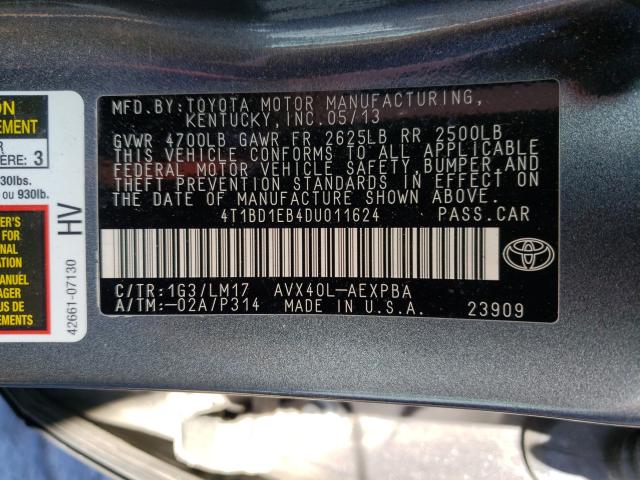 ON
EMENT
R
ÈRE: 3
930lbs.
ou 930lb.
HV
42661-07130
MFD.BY:TOYOTA MOTOR MANUFACTURING,
KENTUCKY,INC.05/13
GVWR 4700LB GAWR FR 2625LB RR 2500LB
THIS VEHICLE CONFORMS TO ALL APPLICABLE
FEDERAL MOTOR VEHICLE SAFETY,BUMPER,AND
THEFT PREVENTION STANDARDS IN EFFECT ON
THE DATE OF MANUFACTURE SHOWN ABOVE.
4T1BD1EB4DU011624 PASS.CAR
C/TR:1G3/LM17 AVX40L-AEXPBA
A/TM:-02A/P314 MADE IN U.S.A. 23909